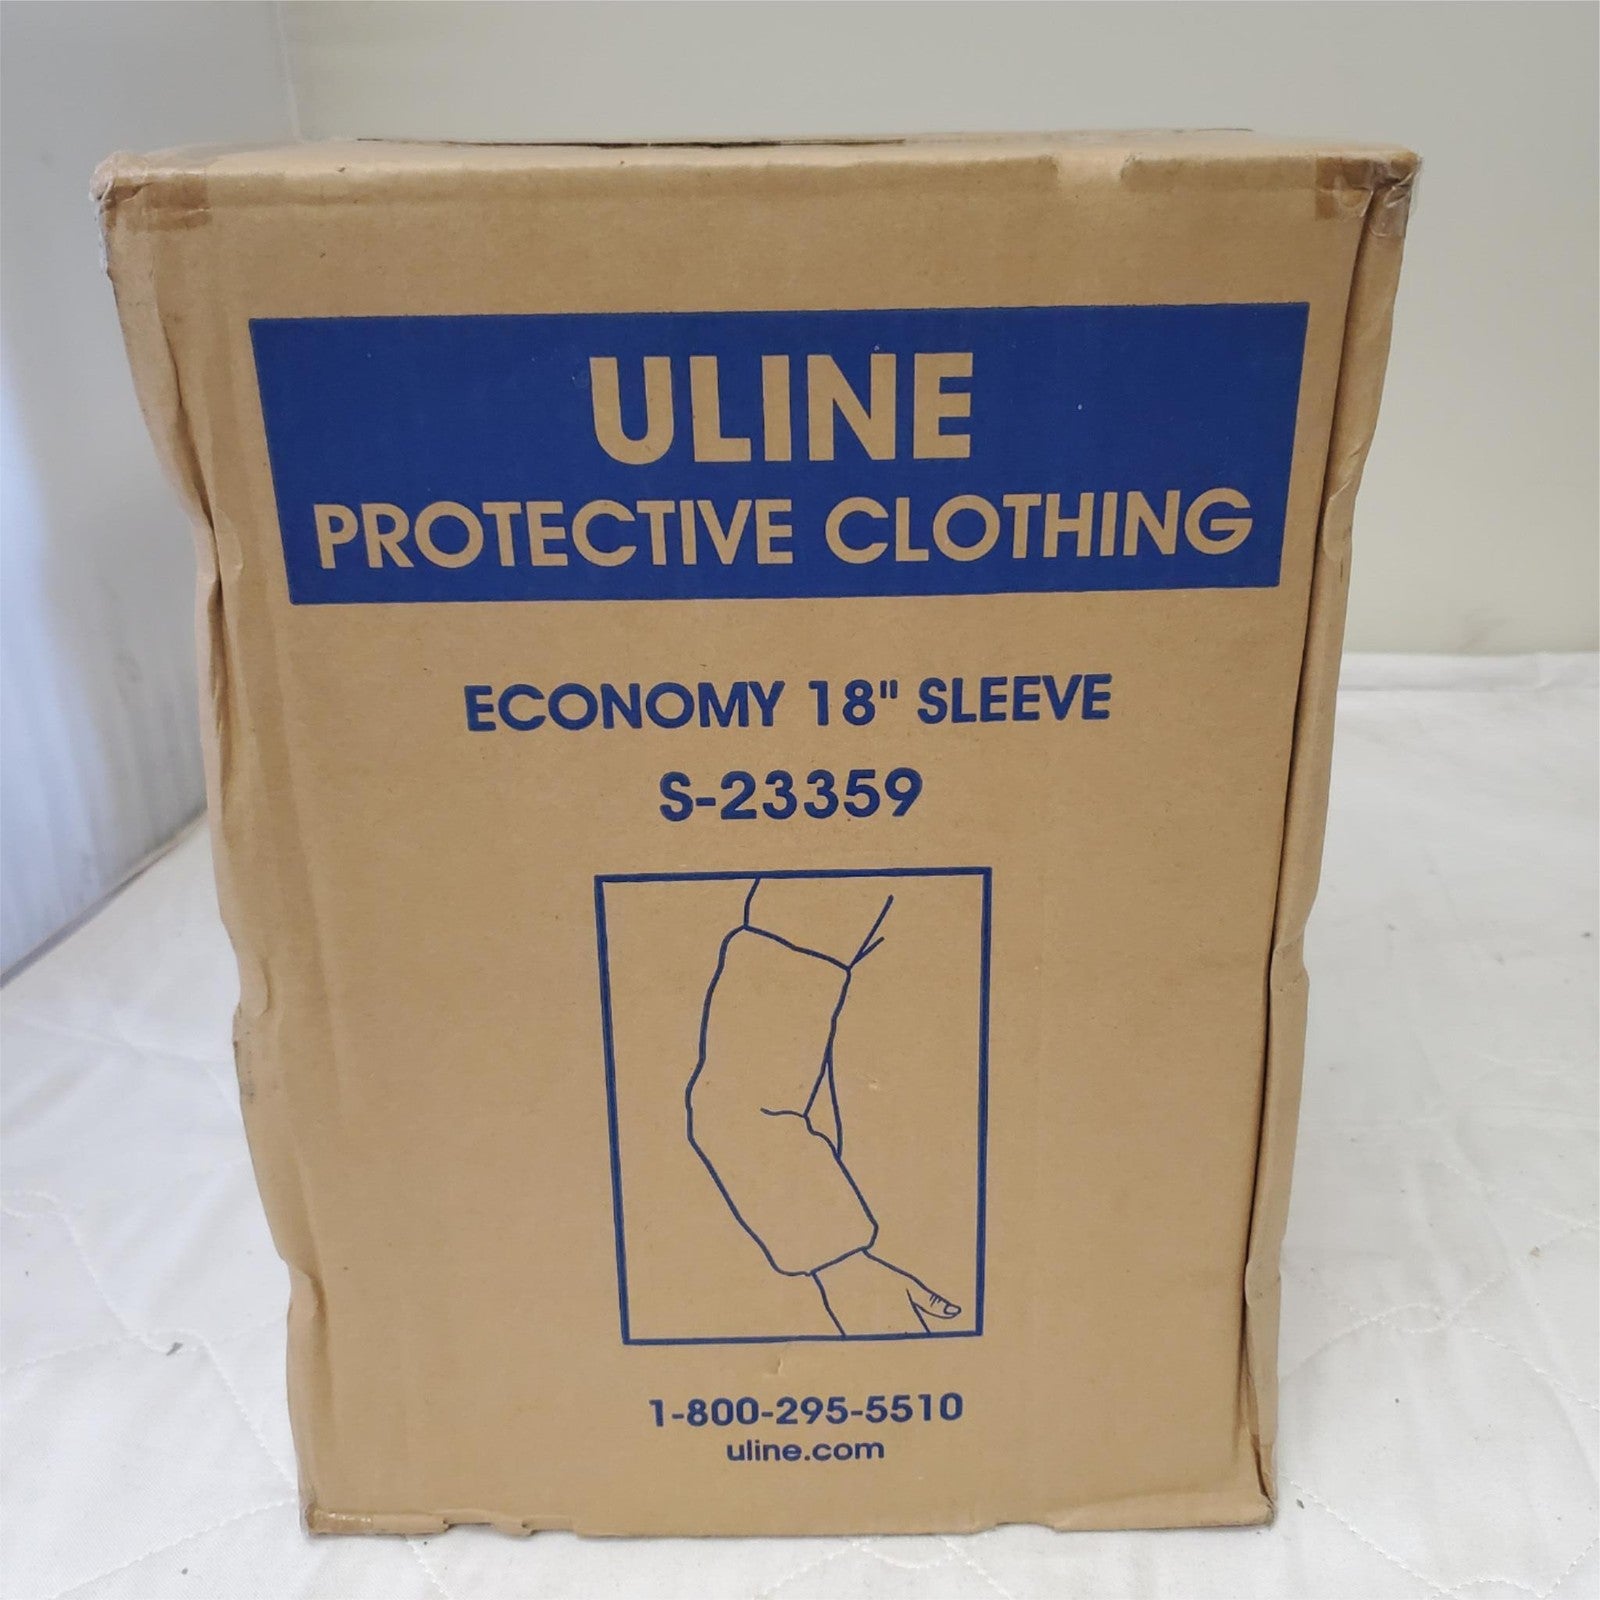 ULINE
PROTECTIVE CLOTHING
ECONOMY 18" SLEEVE
S-23359
1-800-295-5510
uline.com